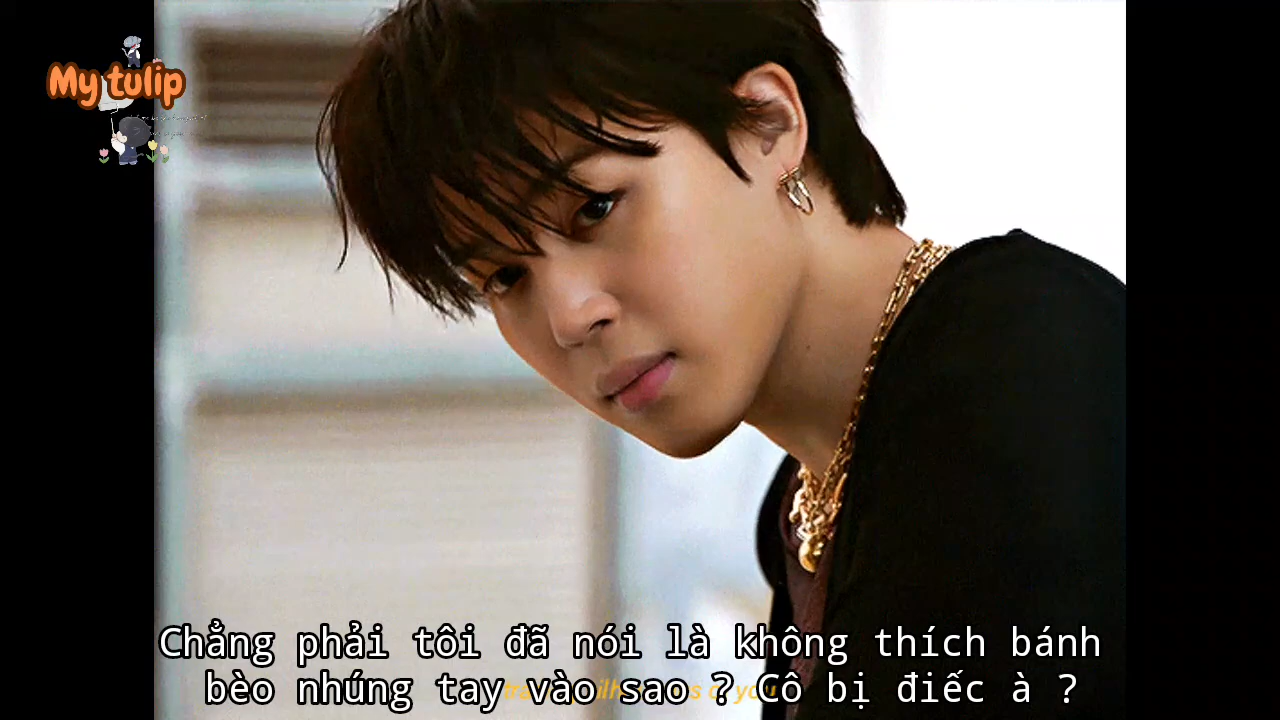 My tulip
Chẳng phải tôi đã nói là không thích bánh
bèo nhúng tay vào sao ? Cô bị điếc à ?